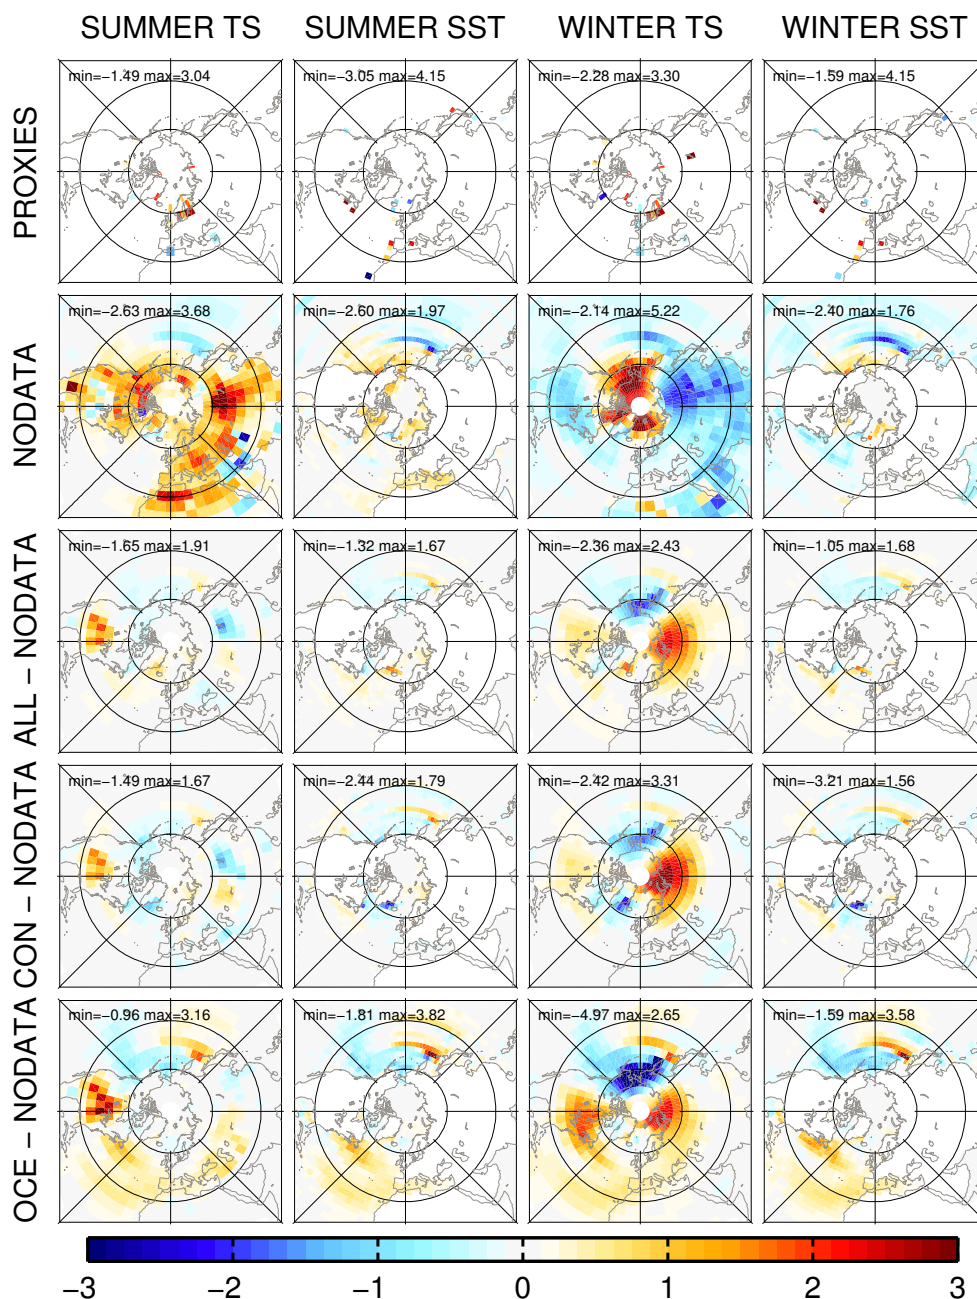 SUMMER TS SUMMER SST WINTER TS WINTER SST
PROXIES
min=−1.49 max=3.04
min=−3.05 max=4.15
min=−2.28 max=3.30
min=−1.59 max=4.15
NODATA
min=−2.63 max=3.68
min=−2.60 max=1.97
min=−2.14 max=5.22
min=−2.40 max=1.76
ALL − NODATA
min=−1.65 max=1.91
min=−1.32 max=1.67
min=−2.36 max=2.43
min=−1.05 max=1.68
CON − NODATA
min=−1.49 max=1.67
min=−2.44 max=1.79
min=−2.42 max=3.31
min=−3.21 max=1.56
OCE − NODATA
min=−0.96 max=3.16
min=−1.81 max=3.82
min=−4.97 max=2.65
min=−1.59 max=3.58
−3 −2 −1 0 1 2 3